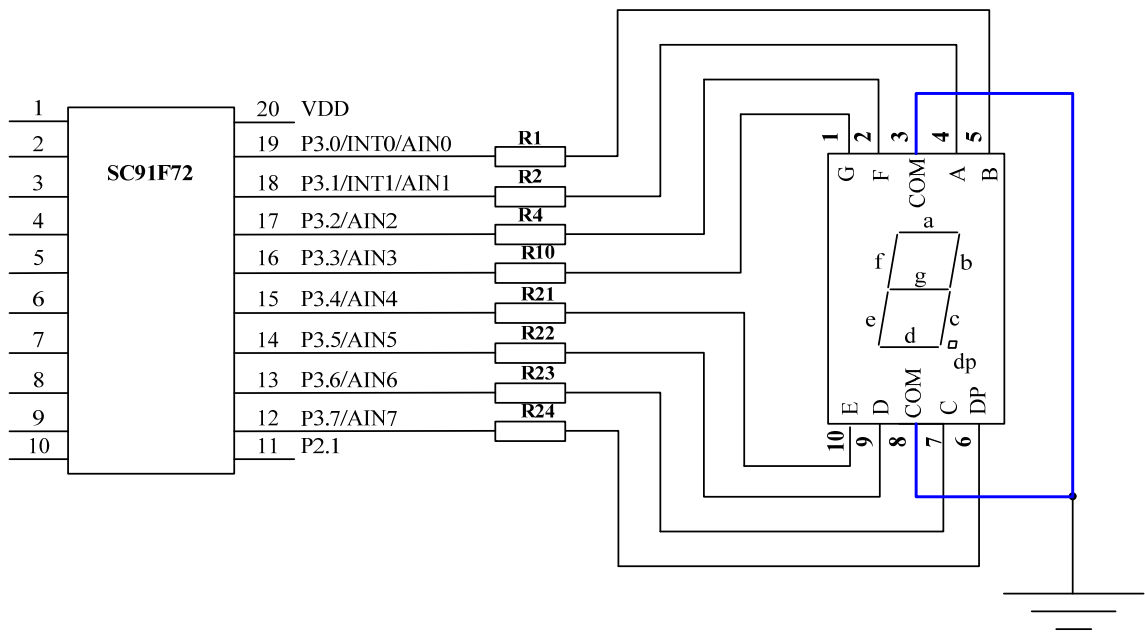 1 20 VDD
2 19 P3.0/INT0/AIN0 R1
SC91F72
3 18 P3.1/INT1/AIN1 R2
4 17 P3.2/AIN2 R4
5 16 P3.3/AIN3 R10
6 15 P3.4/AIN4 R21
7 14 P3.5/AIN5 R22
8 13 P3.6/AIN6 R23
9 12 P3.7/AIN7 R24
10 11 P2.1
1 2 3 4 5
G F COM A B
a
f b
g
e c
d
dp
E D COM C DP
10 9 8 7 6